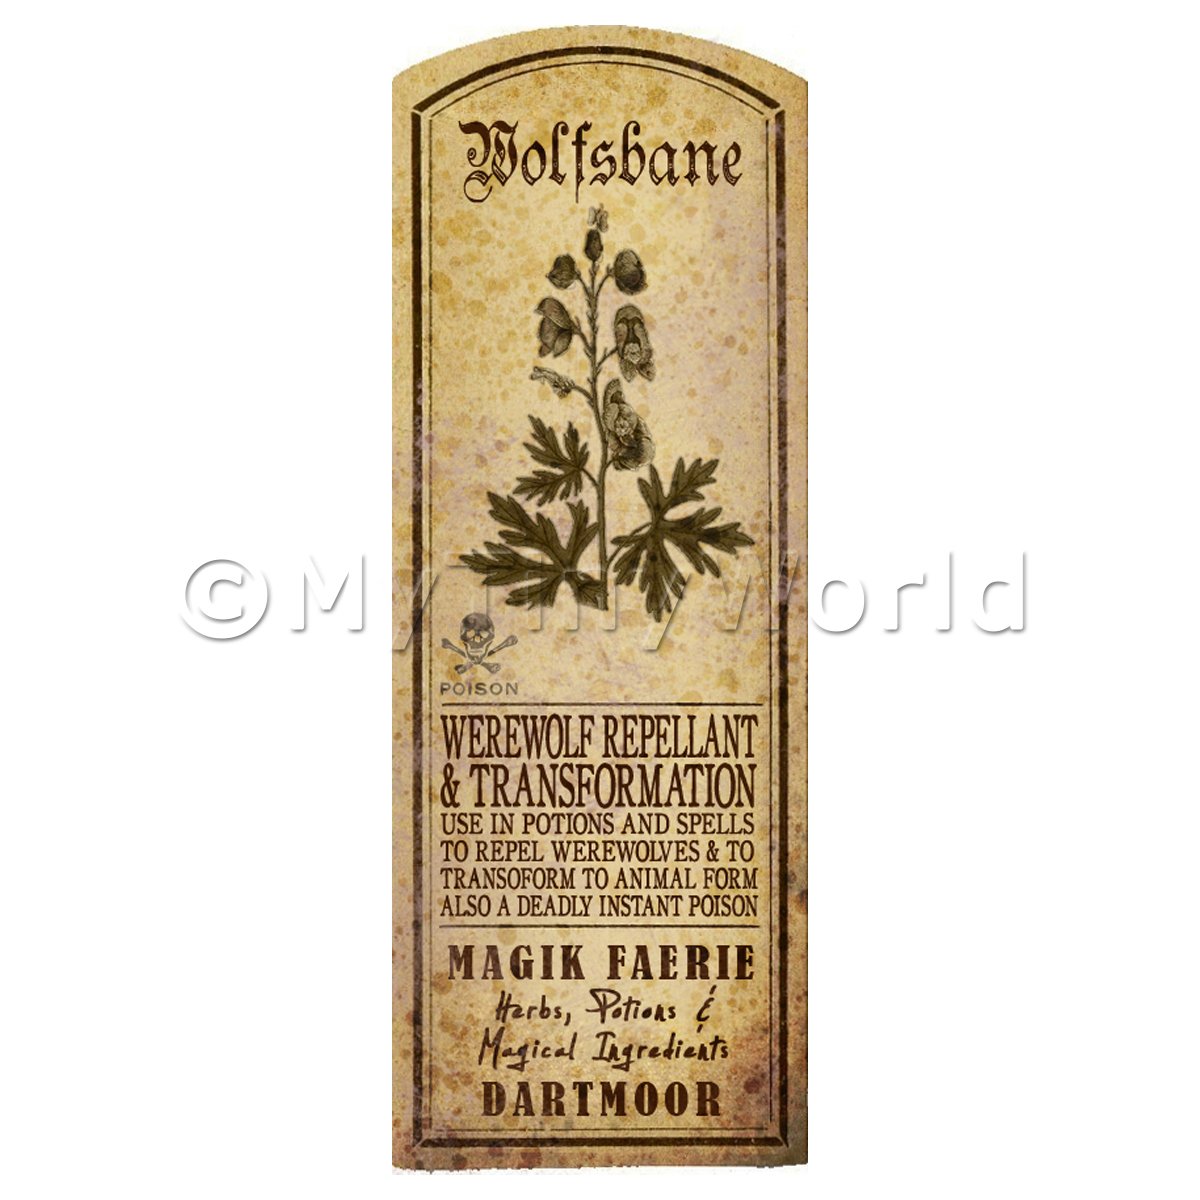 Wolfsbane
©MyTinyWorld
POISON
WEREWOLF REPELLANT
& TRANSFORMATION
USE IN POTIONS AND SPELLS
TO REPEL WEREWOLVES & TO
TRANSOFORM TO ANIMAL FORM
ALSO A DEADLY INSTANT POISON
MAGIK FAERIE
Herbs, Potions &
Magical Ingredients
DARTMOOR